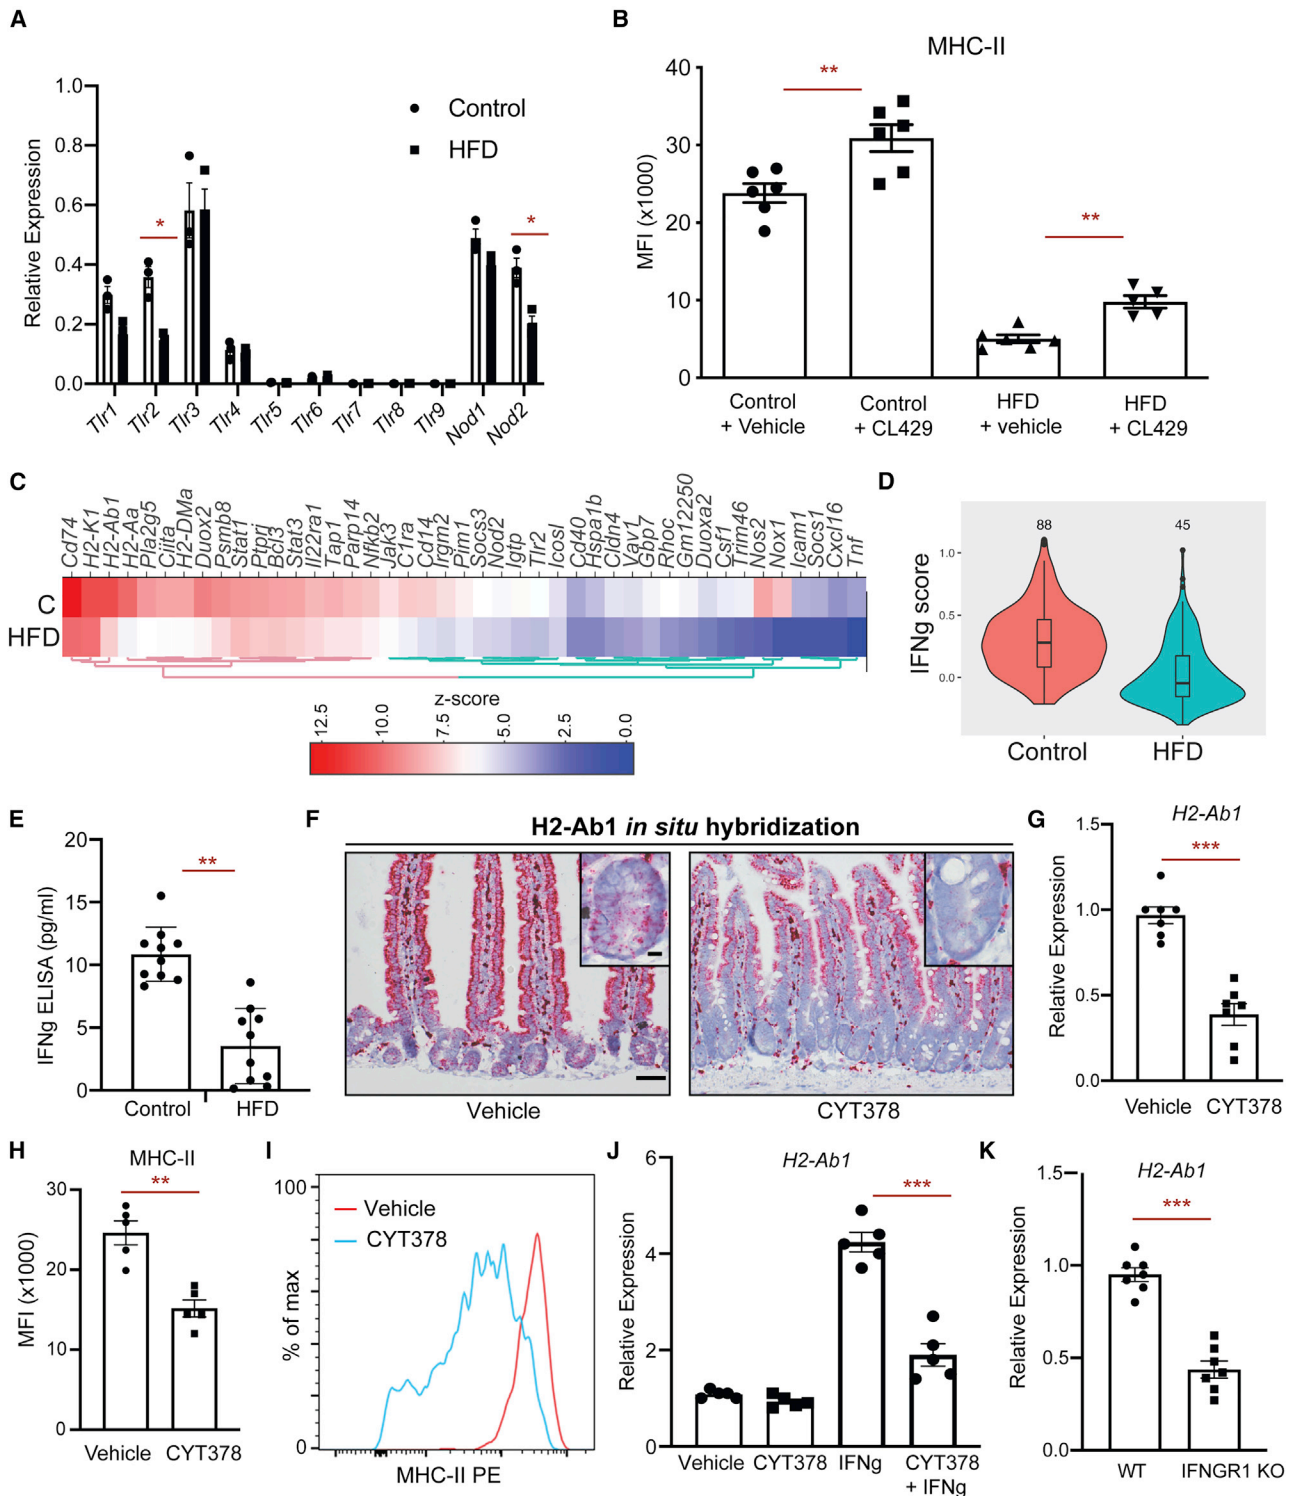 A
1.0
0.8
0.6
0.4
0.2
0.0
Relative Expression
Control
HFD
*
*
Tlr1
Tlr2
Tlr3
Tlr4
Tlr5
Tlr6
Tlr7
Tlr8
Tlr9
Nod1
Nod2
B
MHC-II
40
30
20
10
0
MFI (x1000)
**
**
Control
+ Vehicle
Control
+ CL429
HFD
+ vehicle
HFD
+ CL429
C
Cd74
H2-K1
H2-Ab1
H2-Aa
Pla2g5
Ciita
H2-DMa
Duox2
Psmb8
Stat1
Ptprj
Bcl3
Stat3
Il22ra1
Tap1
Parp14
Nfkb2
Jak3
C1ra
Cd14
Irgm2
Pim1
Socs3
Nod2
Igtp
Tlr2
Icosl
Cd40
Hspa1b
Cldn4
Vav1
Gbp7
Rhoc
Gm12250
Duoxa2
Csf1
Trim46
Nos2
Nox1
Icam1
Socs1
Cxcl16
Tnf
C
HFD
z-score
12.5
10.0
7.5
5.0
2.5
0.0
D
88
45
1.0
0.5
0.0
IFNg score
Control
HFD
E
20
15
10
5
0
IFNg ELISA (pg/ml)
**
Control
HFD
F
H2-Ab1 in situ hybridization
Vehicle
CYT378
G
H2-Ab1
1.5
1.0
0.5
0.0
Relative Expression
***
Vehicle
CYT378
H
MHC-II
30
20
10
0
MFI (x1000)
**
Vehicle
CYT378
I
100
0
% of max
Vehicle
CYT378
MHC-II PE
J
H2-Ab1
6
4
2
0
Relative Expression
***
Vehicle
CYT378
IFNg
CYT378
+ IFNg
K
H2-Ab1
1.5
1.0
0.5
0.0
Relative Expression
***
WT
IFNGR1 KO